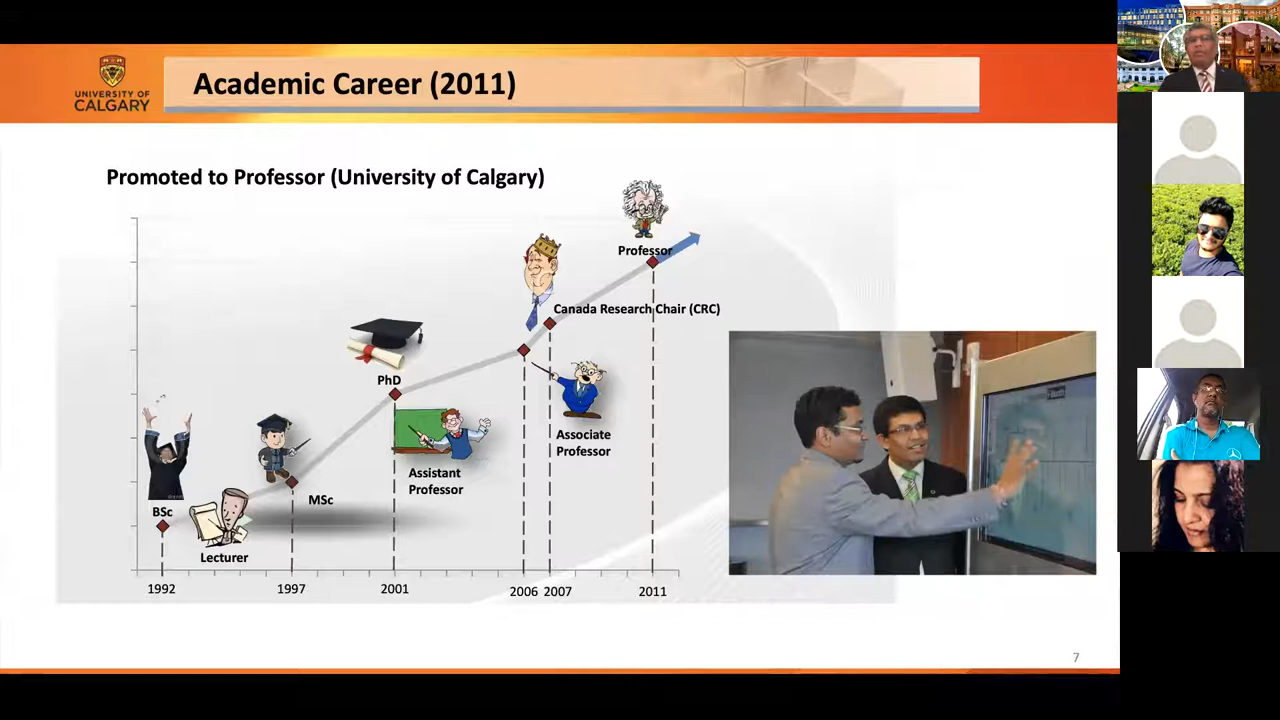 UNIVERSITY OF
CALGARY
Academic Career (2011)
Promoted to Professor (University of Calgary)
Professor
Canada Research Chair (CRC)
PhD
Associate
Professor
Assistant
Professor
MSc
BSc
Lecturer
1992
1997
2001
2006
2007
2011
7